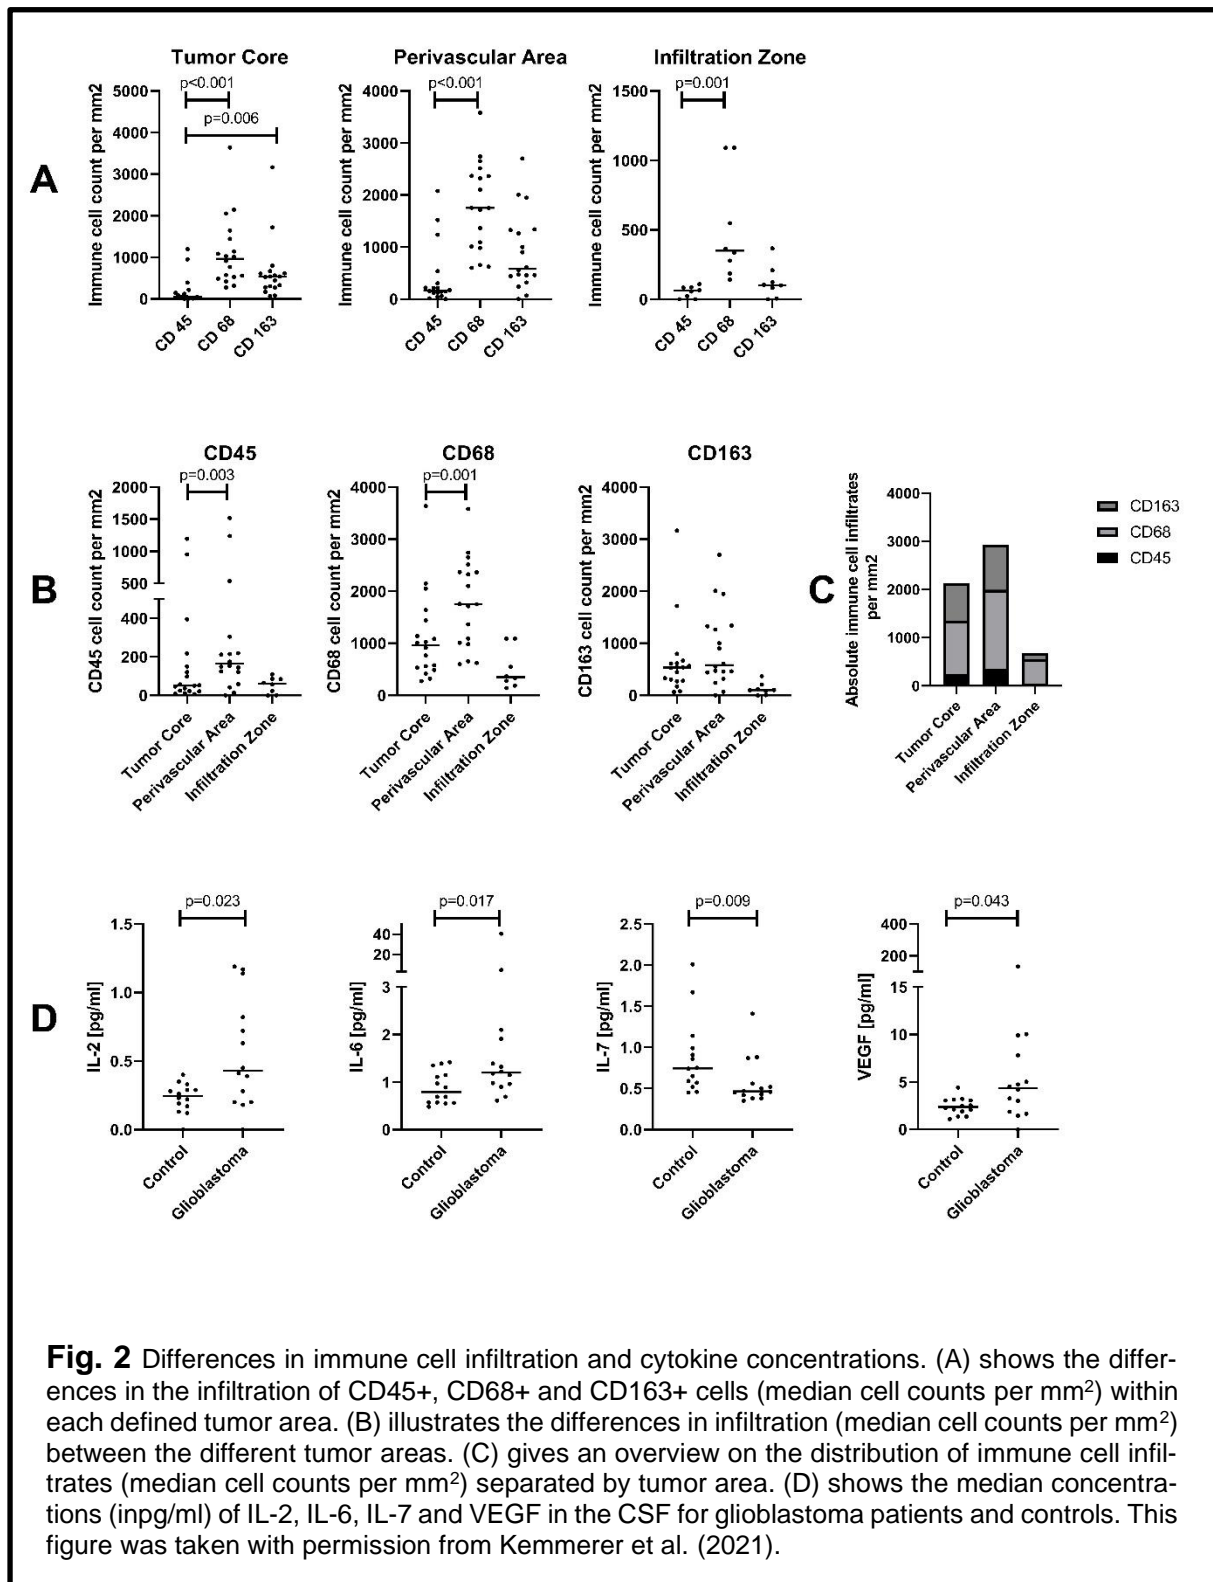 A
Tumor Core
p<0.001
p=0.006
Immune cell count per mm2
5000
4000
3000
2000
1000
0
CD 45
CD 68
CD 163
Perivascular Area
p<0.001
Immune cell count per mm2
4000
3000
2000
1000
0
CD 45
CD 68
CD 163
Infiltration Zone
p=0.001
Immune cell count per mm2
1500
1000
500
0
CD 45
CD 68
CD 163
B
CD45
p=0.003
CD45 cell count per mm2
2000
1500
1000
500
400
200
0
Tumor Core
Perivascular Area
Infiltration Zone
CD68
p=0.001
CD68 cell count per mm2
4000
3000
2000
1000
0
Tumor Core
Perivascular Area
Infiltration Zone
CD163
CD163 cell count per mm2
4000
3000
2000
1000
0
Tumor Core
Perivascular Area
Infiltration Zone
C
Absolute immune cell infiltrates
per mm2
4000
3000
2000
1000
0
Tumor Core
Perivascular Area
Infiltration Zone
CD163
CD68
CD45
D
p=0.023
IL-2 [pg/ml]
1.5
1.0
0.5
0.0
Control
Glioblastoma
p=0.017
IL-6 [pg/ml]
40
20
3
2
1
0
Control
Glioblastoma
p=0.009
IL-7 [pg/ml]
2.5
2.0
1.5
1.0
0.5
0.0
Control
Glioblastoma
p=0.043
VEGF [pg/ml]
400
200
15
10
5
0
Control
Glioblastoma
Fig. 2 Differences in immune cell infiltration and cytokine concentrations. (A) shows the differ-
ences in the infiltration of CD45+, CD68+ and CD163+ cells (median cell counts per mm²) within
each defined tumor area. (B) illustrates the differences in infiltration (median cell counts per mm²)
between the different tumor areas. (C) gives an overview on the distribution of immune cell infil-
trates (median cell counts per mm²) separated by tumor area. (D) shows the median concentra-
tions (inpg/ml) of IL-2, IL-6, IL-7 and VEGF in the CSF for glioblastoma patients and controls. This
figure was taken with permission from Kemmerer et al. (2021).